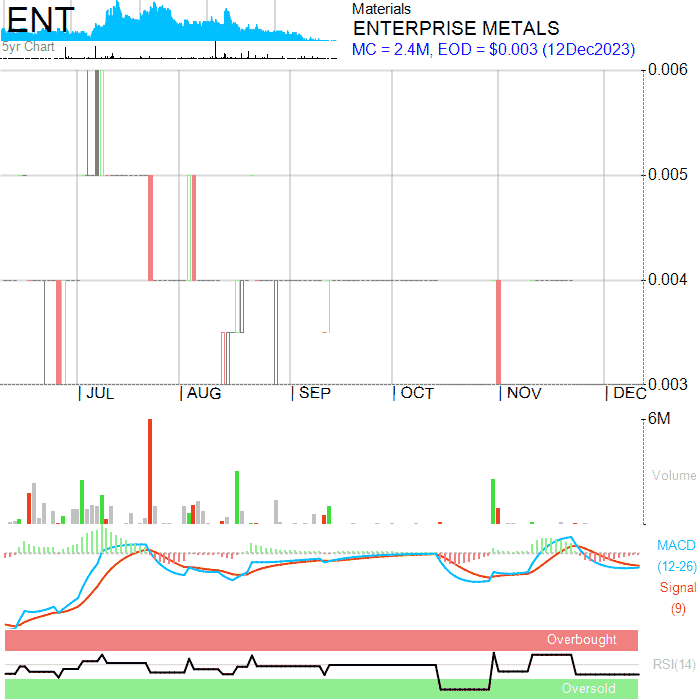 ENT
5yr Chart
Materials
ENTERPRISE METALS
MC = 2.4M, EOD = $0.003 (12Dec2023)
0.006
0.005
0.004
0.003
JUL AUG SEP OCT NOV DEC
6M
Volume
MACD
(12-26)
Signal
(9)
Overbought
RSI(14)
Oversold